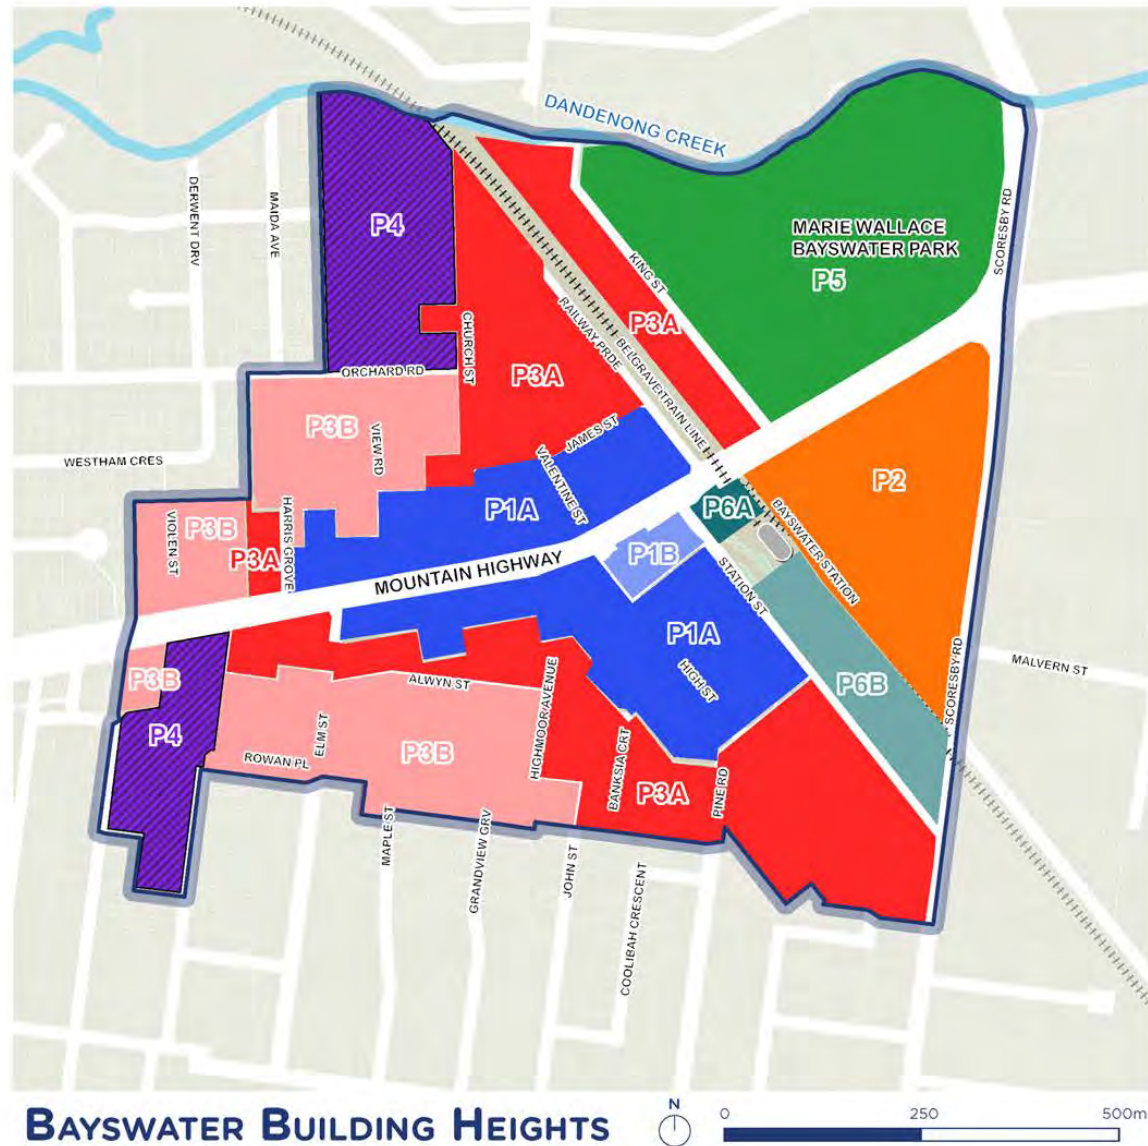 DANDENONG CREEK
DERWENT DRV
MAIDA AVE
P4
MARIE WALLACE
BAYSWATER PARK
P5
SCORESBY RD
KING ST
RAILWAY PRDE
P3A
BELGRAVE TRAIN LINE
CHURCH ST
ORCHARD RD
P3A
P3B
VIEW RD
JAMES ST
VALENTINE ST
WESTHAM CRES
P2
P1A
P6A
BAYSWATER STATION
VIOLEN ST
P3B
P3A
HARRIS GROVE
MOUNTAIN HIGHWAY
P1B
STATION ST
P1A
HIGH ST
P6B
SCORESBY RD
MALVERN ST
P3B
P4
ALWYN ST
ELM ST
ROWAN PL
P3B
HIGHMOOR AVENUE
BANKSIA CRT
P3A
PINE RD
MAPLE ST
GRANDVIEW GRV
JOHN ST
COOLIBAH CRESCENT
BAYSWATER BUILDING HEIGHTS
N
0 250 500m